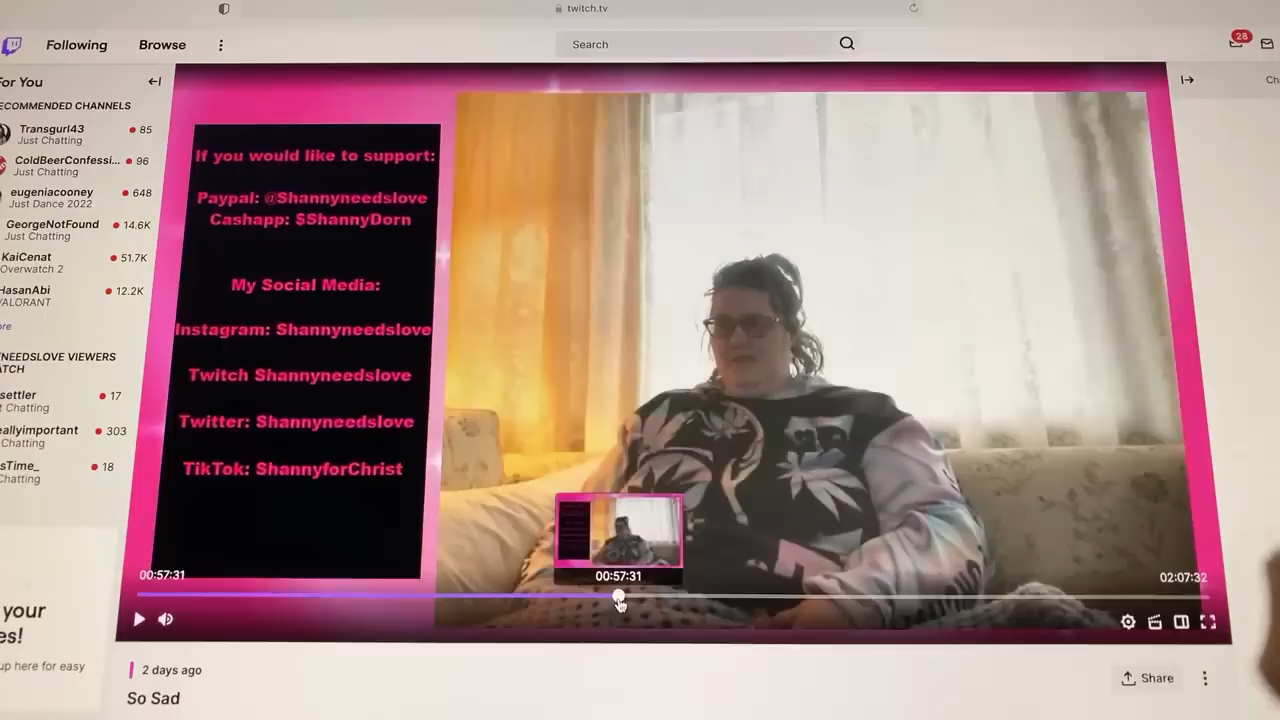 twitch.tv
Following
Browse
Search
28
For You
Ch
RECOMMENDED CHANNELS
Transgurl43
85
Just Chatting
ColdBeerConfessi...
96
Just Chatting
eugeniacooney
648
Just Dance 2022
GeorgeNotFound
14.6K
Just Chatting
KaiCenat
51.7K
Overwatch 2
HasanAbi
12.2K
VALORANT
ore
NEEDSLOVE VIEWERS
ATCH
settler
17
t Chatting
eallyimportant
303
Chatting
sTime_
18
Chatting
your
es!
up here for easy
If you would like to support:
Paypal: @Shannyneedslove
Cashapp: $ShannyDorn
My Social Media:
Instagram: Shannyneedslove
Twitch Shannyneedslove
Twitter: Shannyneedslove
TikTok: ShannyforChrist
00:57:31
00:57:31
02:07:32
2 days ago
Share
So Sad